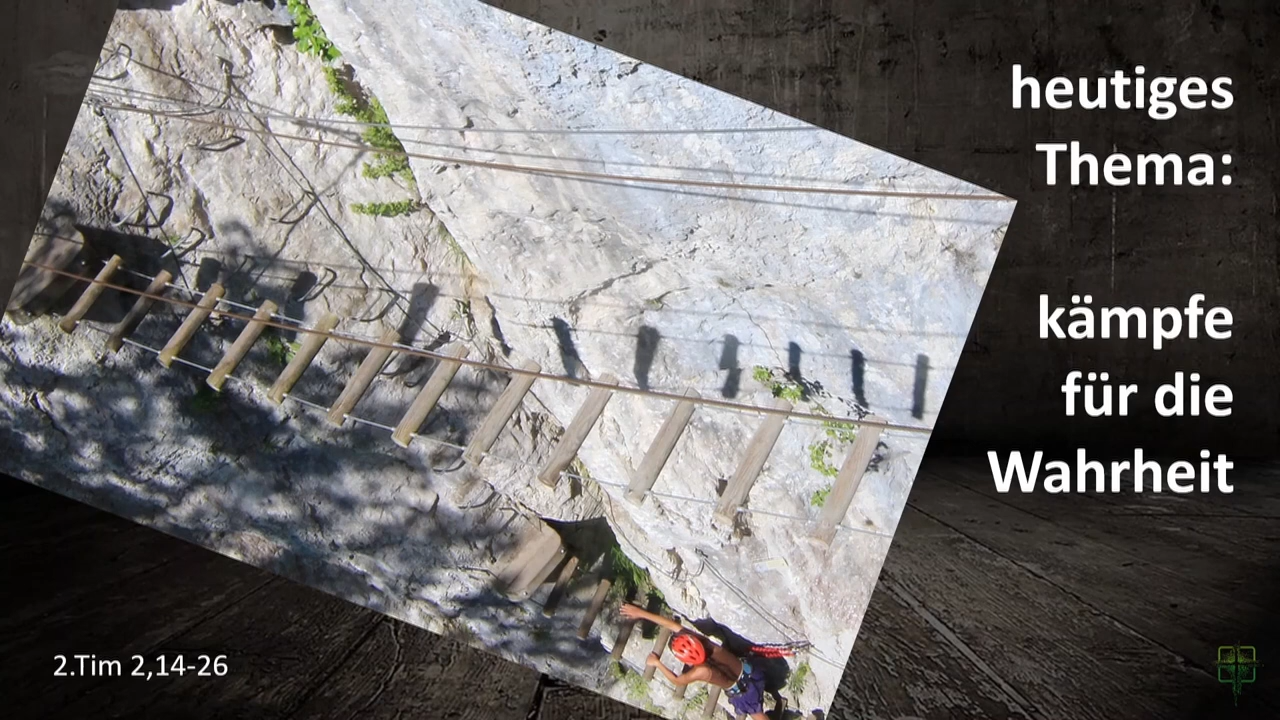 heutiges
Thema:
kämpfe
für die
Wahrheit
2.Tim 2,14-26